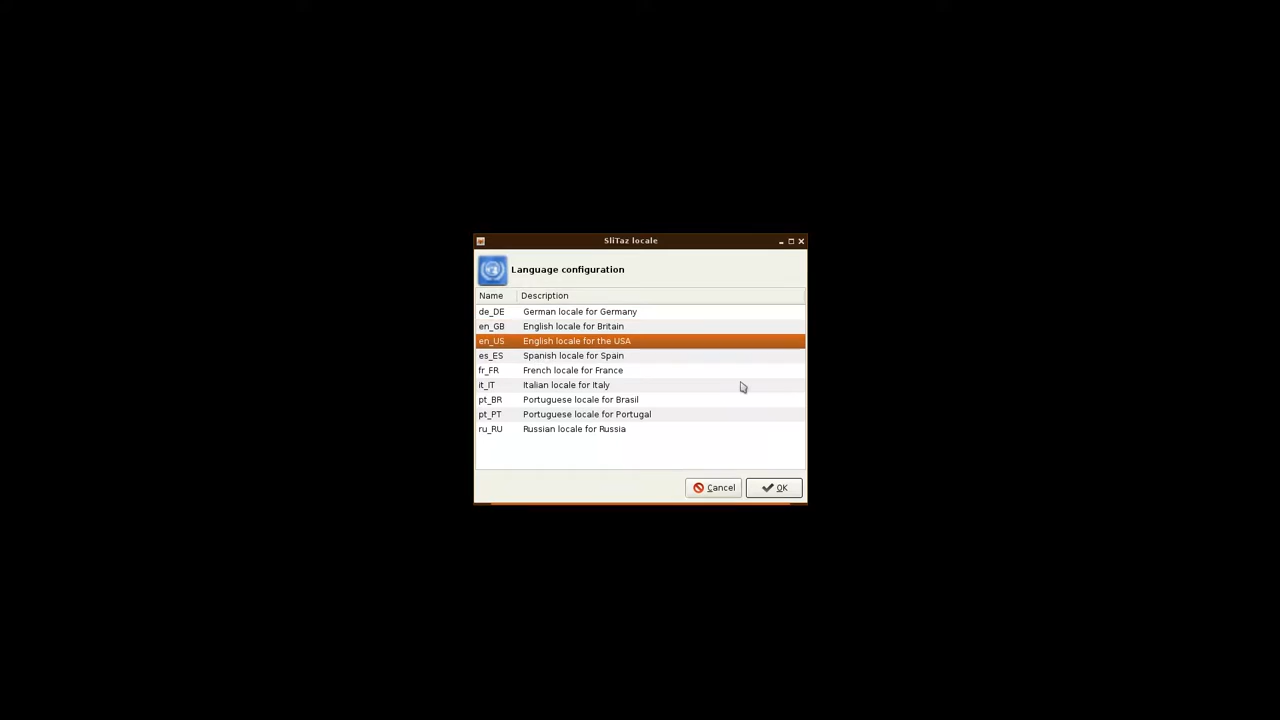 SliTaz locale
Language configuration
Name Description
de_DE German locale for Germany
en_GB English locale for Britain
en_US English locale for the USA
es_ES Spanish locale for Spain
fr_FR French locale for France
it_IT Italian locale for Italy
pt_BR Portuguese locale for Brasil
pt_PT Portuguese locale for Portugal
ru_RU Russian locale for Russia
Cancel OK